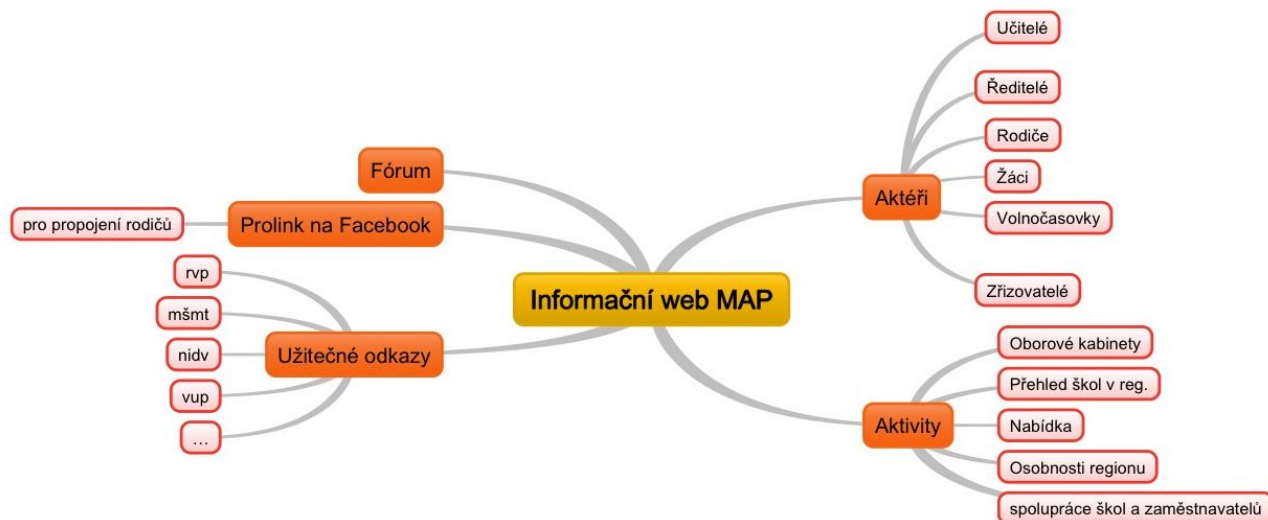 Informační web MAP
Fórum
Prolink na Facebook
pro propojení rodičů
Užitečné odkazy
rvp
mšmt
nidv
vup
...
Aktéři
Učitelé
Ředitelé
Rodiče
Žáci
Volnočasovky
Zřizovatelé
Aktivity
Oborové kabinety
Přehled škol v reg.
Nabídka
Osobnosti regionu
spolupráce škol a zaměstnavatelů